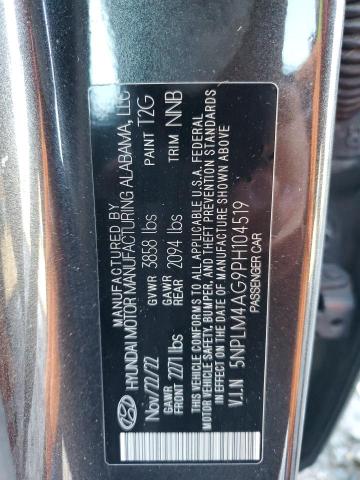 MANUFACTURED BY
HYUNDAI MOTOR MANUFACTURING ALABAMA, LLC
Nov/22/22 GVWR 3858 lbs PAINT T2G
GAWR FRONT 2271 lbs GAWR REAR 2094 lbs TRIM NNB
THIS VEHICLE CONFORMS TO ALL APPLICABLE U.S.A. FEDERAL
MOTOR VEHICLE SAFETY, BUMPER, AND THEFT PREVENTION STANDARDS
IN EFFECT ON THE DATE OF MANUFACTURE SHOWN ABOVE
V.I.N 5NPLM4AG9PH104519
PASSENGER CAR